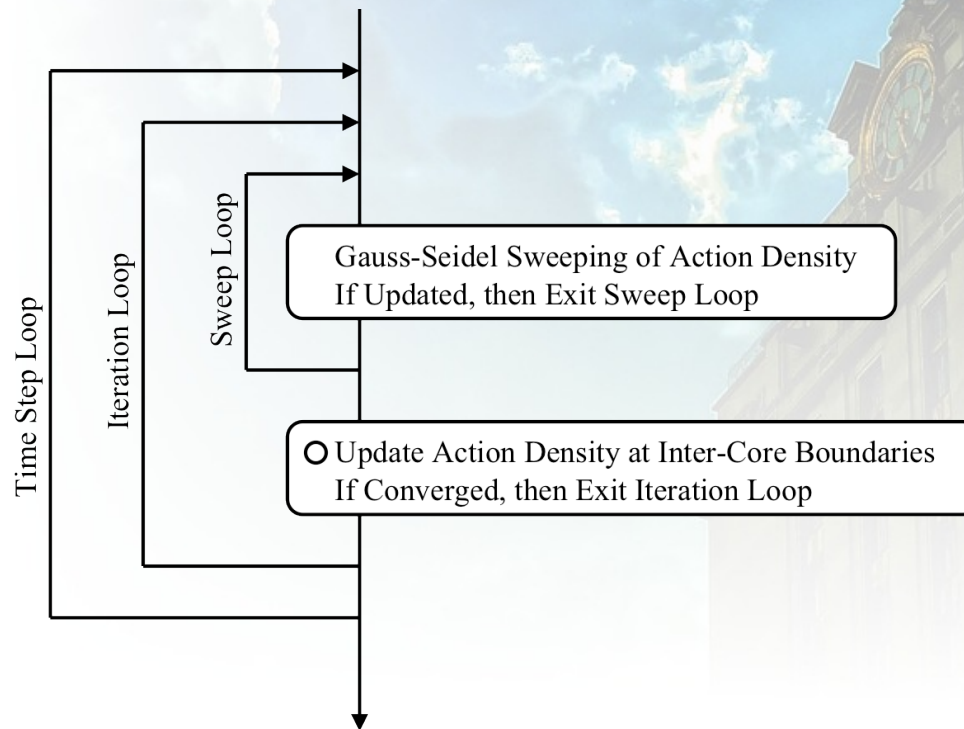 Time Step Loop
Iteration Loop
Sweep Loop
Gauss-Seidel Sweeping of Action Density
If Updated, then Exit Sweep Loop
Update Action Density at Inter-Core Boundaries
If Converged, then Exit Iteration Loop